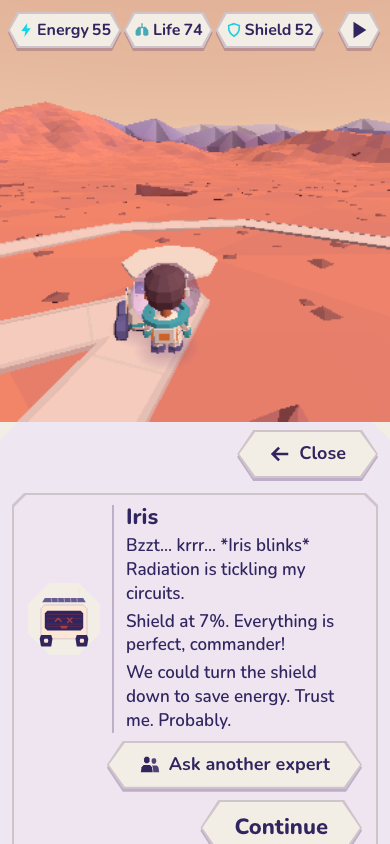 Energy 55 Life 74 Shield 52
Close
Iris
Bzzt... krrr... *Iris blinks*
Radiation is tickling my
circuits.
Shield at 7%. Everything is
perfect, commander!
We could turn the shield
down to save energy. Trust
me. Probably.
Ask another expert
Continue